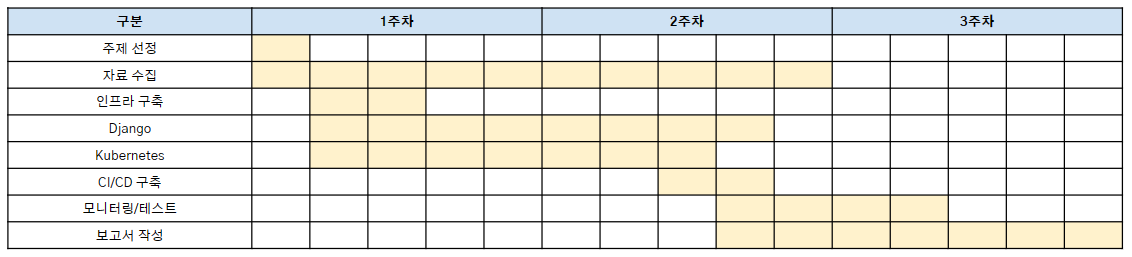 구분 1주차 2주차 3주차
주제 선정
자료 수집
인프라 구축
Django
Kubernetes
CI/CD 구축
모니터링/테스트
보고서 작성